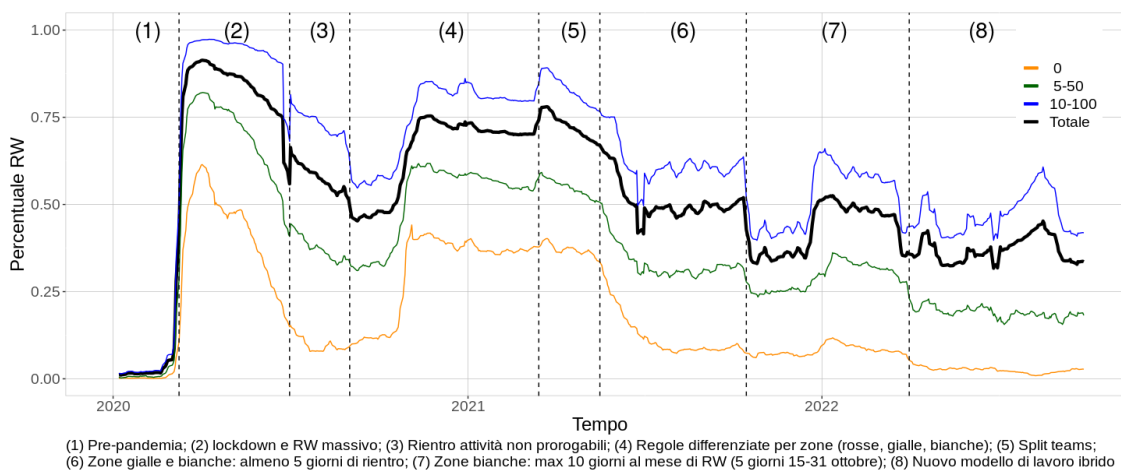 (1) (2) (3) (4) (5) (6) (7) (8)
1.00
0.75
0.50
0.25
0.00
Percentuale RW
0
5-50
10-100
Totale
2020 2021 2022
Tempo
(1) Pre-pandemia; (2) lockdown e RW massivo; (3) Rientro attività non prorogabili; (4) Regole differenziate per zone (rosse, gialle, bianche); (5) Split teams;
(6) Zone gialle e bianche: almeno 5 giorni di rientro; (7) Zone bianche: max 10 giorni al mese di RW (5 giorni 15-31 ottobre); (8) Nuovo modello di lavoro ibrido